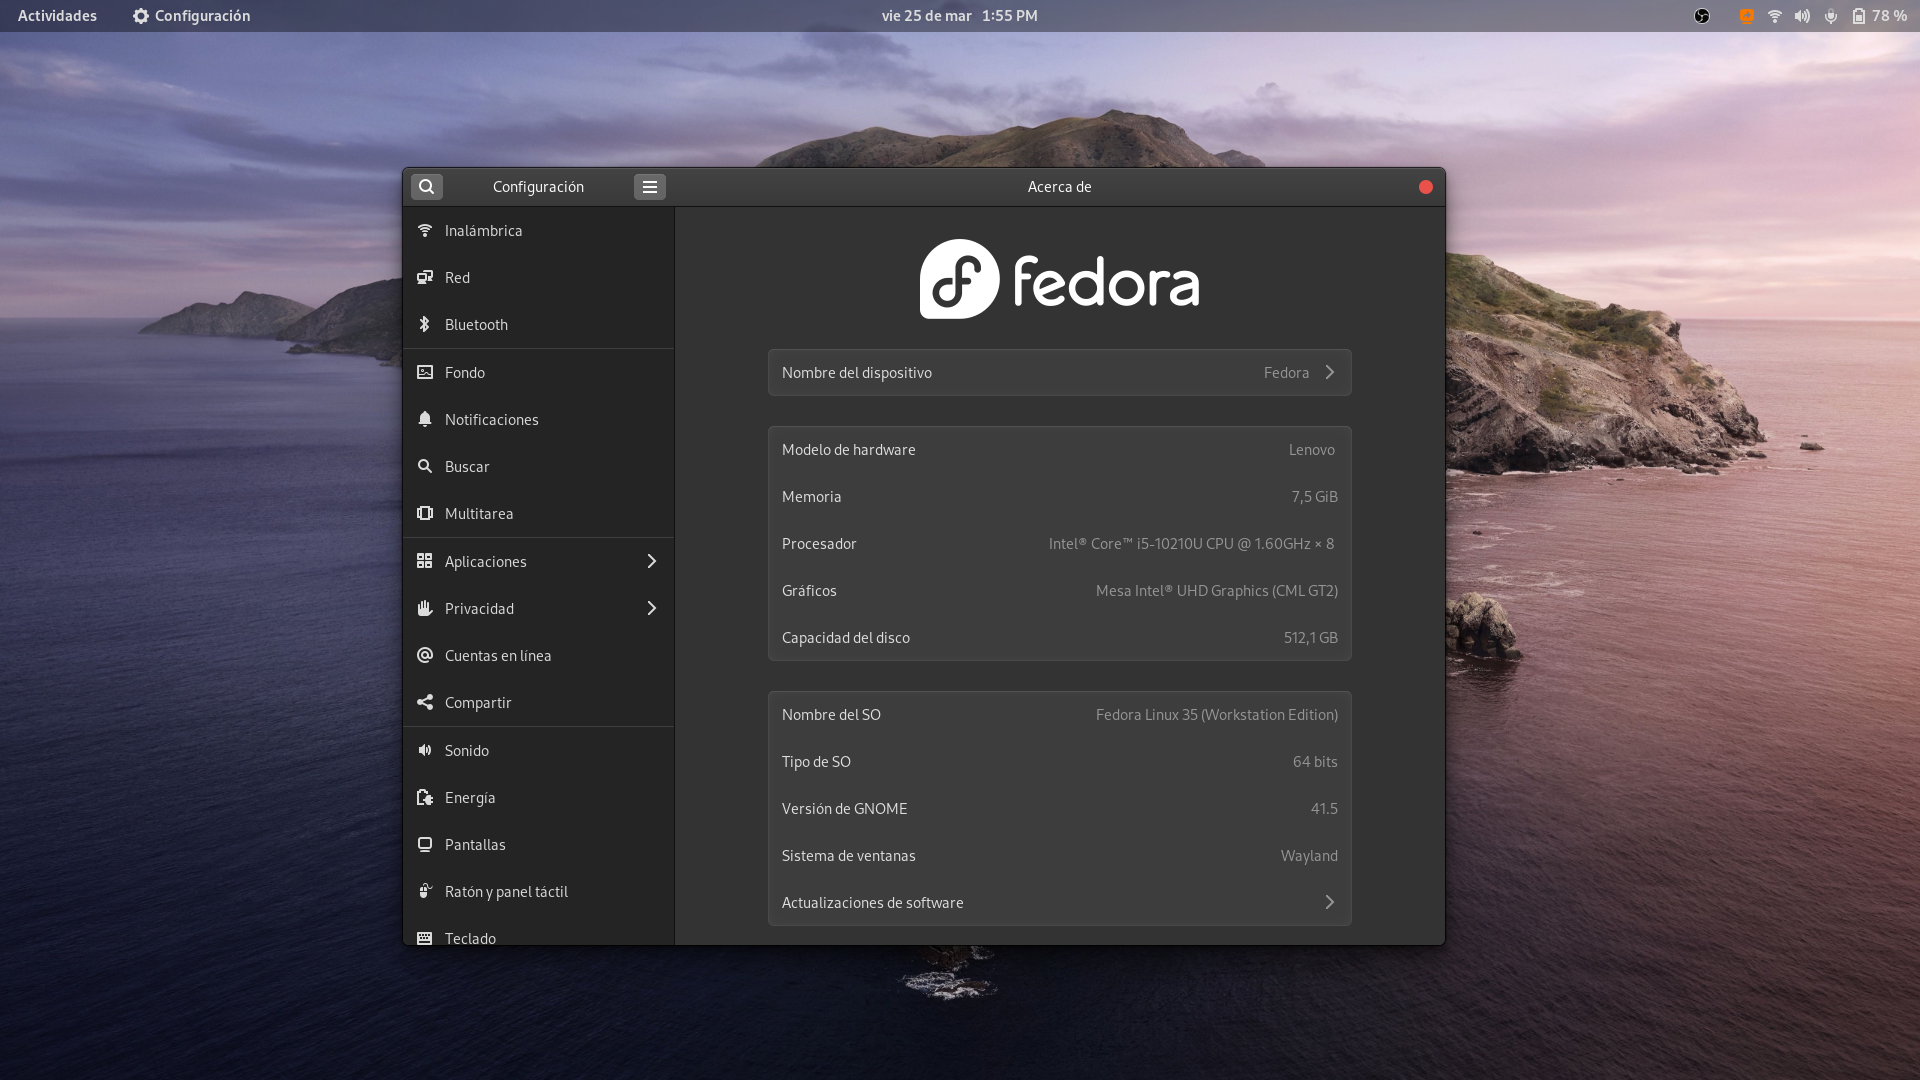 Actividades
Configuración
vie 25 de mar 1:55 PM
78 %
Configuración
Acerca de
Inalámbrica
Red
Bluetooth
Fondo
Notificaciones
Buscar
Multitarea
Aplicaciones
Privacidad
Cuentas en línea
Compartir
Sonido
Energía
Pantallas
Ratón y panel táctil
Teclado
fedora
Nombre del dispositivo Fedora
Modelo de hardware Lenovo
Memoria 7,5 GiB
Procesador Intel® Core™ i5-10210U CPU @ 1.60GHz × 8
Gráficos Mesa Intel® UHD Graphics (CML GT2)
Capacidad del disco 512,1 GB
Nombre del SO Fedora Linux 35 (Workstation Edition)
Tipo de SO 64 bits
Versión de GNOME 41.5
Sistema de ventanas Wayland
Actualizaciones de software